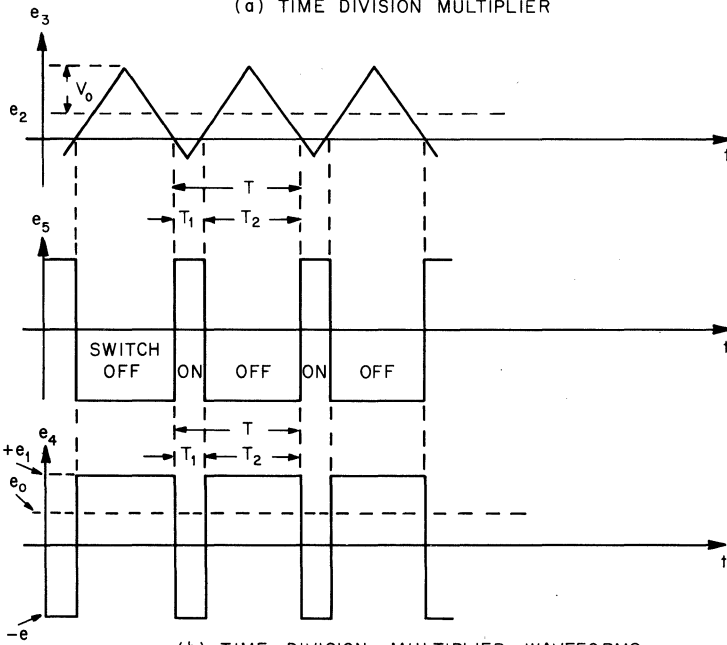 (a) TIME DIVISION MULTIPLIER
e3
V0
e2
t
T
T1 T2
e5
t
SWITCH
OFF ON OFF ON OFF
T
e4
T1 T2
+e1
e0
t
-e
(b) TIME DIVISION MULTIPLIER WAVEFORMS